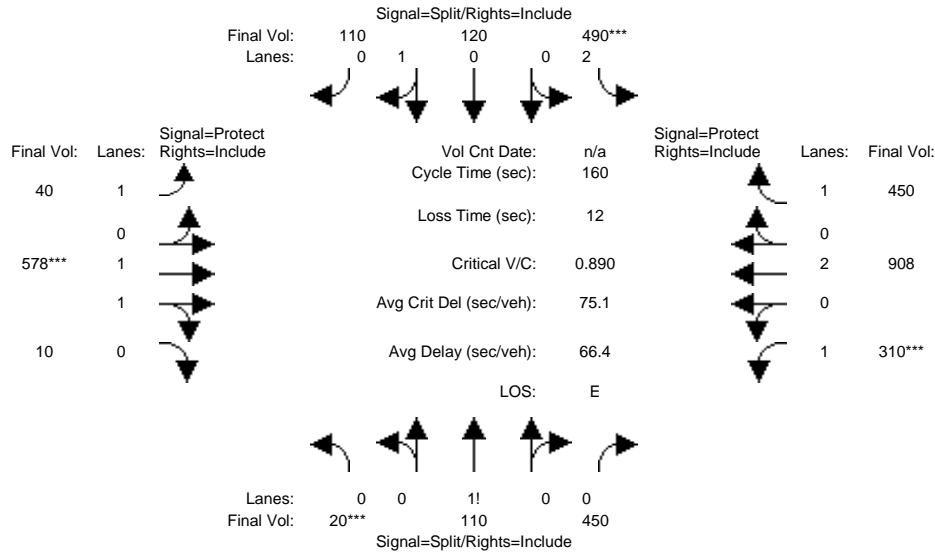 Signal=Split/Rights=Include
Final Vol: 110 120 490***
Lanes: 0 1 0 0 2
Signal=Protect Signal=Protect
Final Vol: Lanes: Rights=Include Vol Cnt Date: n/a Rights=Include Lanes: Final Vol:
Cycle Time (sec): 160
40 1 1 450
Loss Time (sec): 12
0 0
578*** 1 Critical V/C: 0.890 2 908
1 Avg Crit Del (sec/veh): 75.1 0
10 0 Avg Delay (sec/veh): 66.4 1 310***
LOS: E
Lanes: 0 0 1! 0 0
Final Vol: 20*** 110 450
Signal=Split/Rights=Include